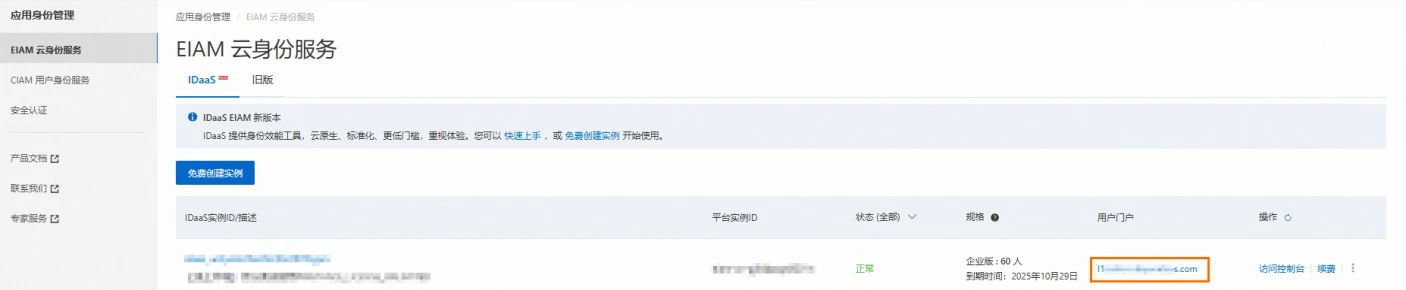 应用身份管理
EIAM 云身份服务
CIAM 用户身份服务
安全认证
产品文档
联系我们
专家服务
应用身份管理 / EIAM 云身份服务
EIAM 云身份服务
IDaaS 旧版
IDaaS EIAM 新版本
IDaaS 提供身份效能工具，云原生、标准化、更低门槛，重视体验。您可以 快速上手 ，或 免费创建实例 开始使用。
免费创建实例
IDaaS实例ID/描述 平台实例ID 状态 (全部) 规格 用户门户 操作
正常 企业版 : 60 人 访问控制台 续费
到期时间：2025年10月29日